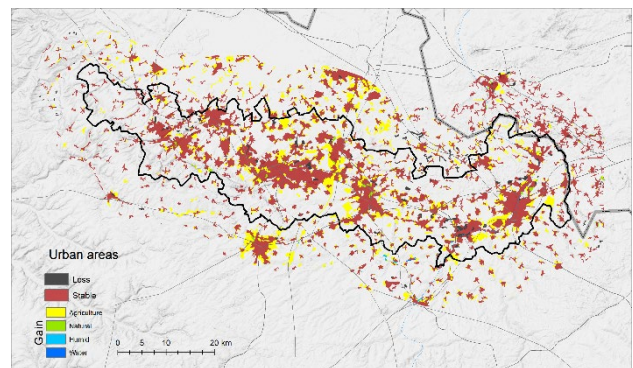 Urban areas
Loss
Stable
Gain
Agriculture
Natural
Humid
Water
0 5 10 20 km